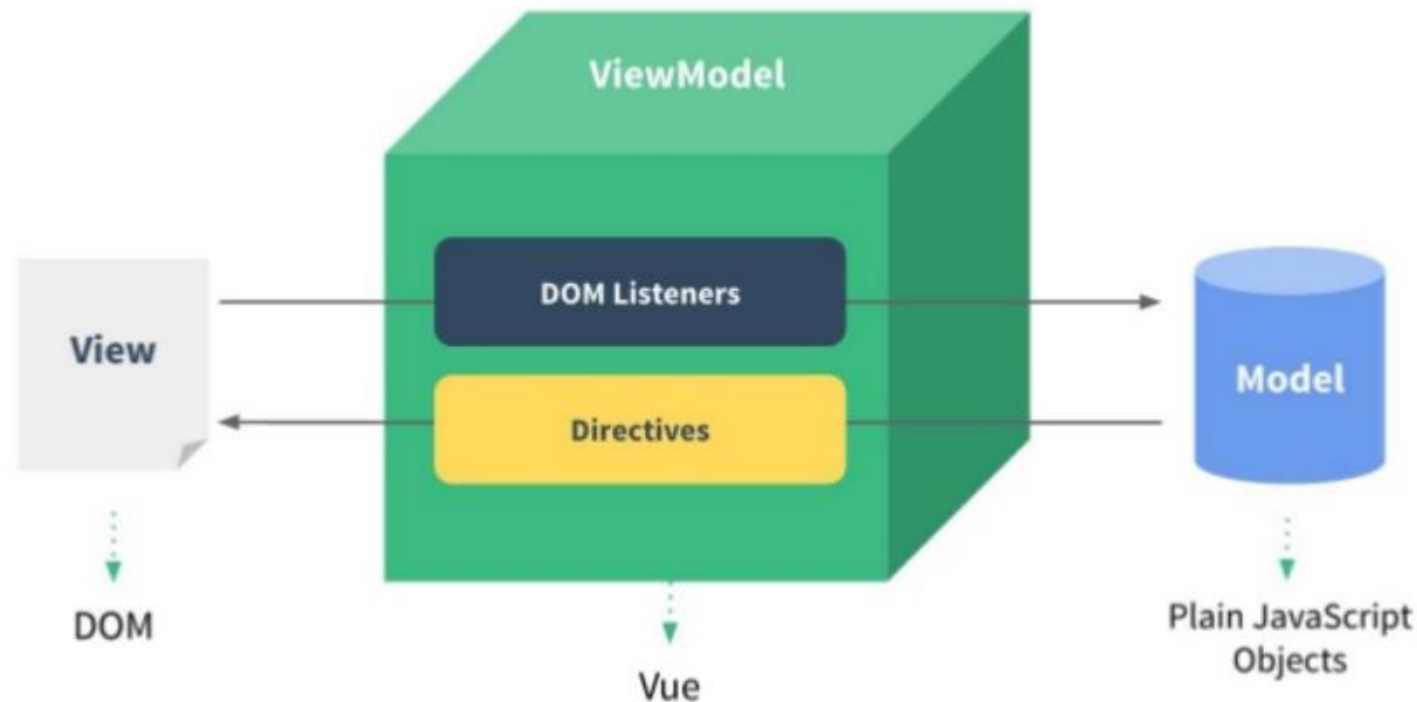 ViewModel
DOM Listeners
View
Model
Directives
DOM
Vue
Plain JavaScript
Objects